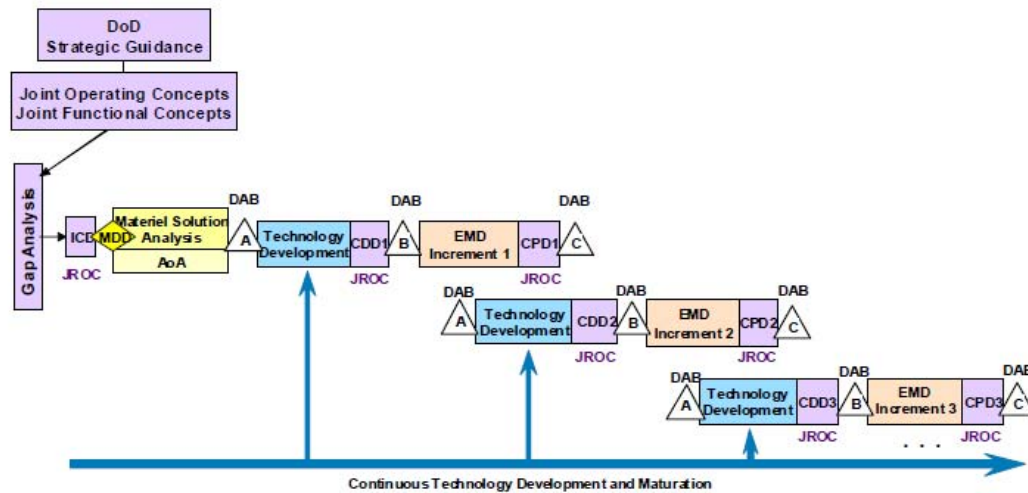 DoD
Strategic Guidance
Joint Operating Concepts
Joint Functional Concepts
Gap Analysis
ICD
JROC
MDD
Materiel Solution
Analysis
AoA
DAB
A
Technology
Development
CDD1
JROC
DAB
B
EMD
Increment 1
CPD1
JROC
DAB
C
DAB
A
Technology
Development
CDD2
JROC
DAB
B
EMD
Increment 2
CPD2
JROC
DAB
C
DAB
A
Technology
Development
CDD3
JROC
DAB
B
EMD
Increment 3
CPD3
JROC
DAB
C
. . .
Continuous Technology Development and Maturation